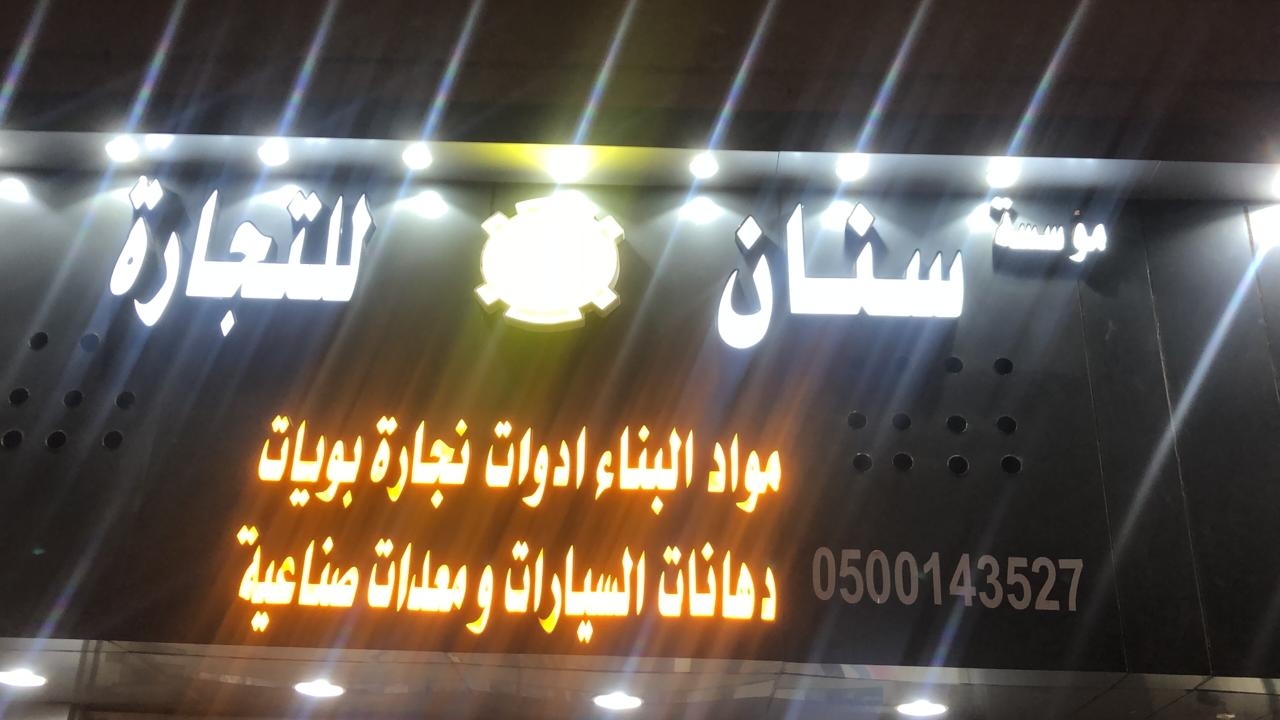 مؤسسة سنان للتجارة
مواد البناء ادوات نجارة بويات
دهانات السيارات و معدات صناعية
0500143527